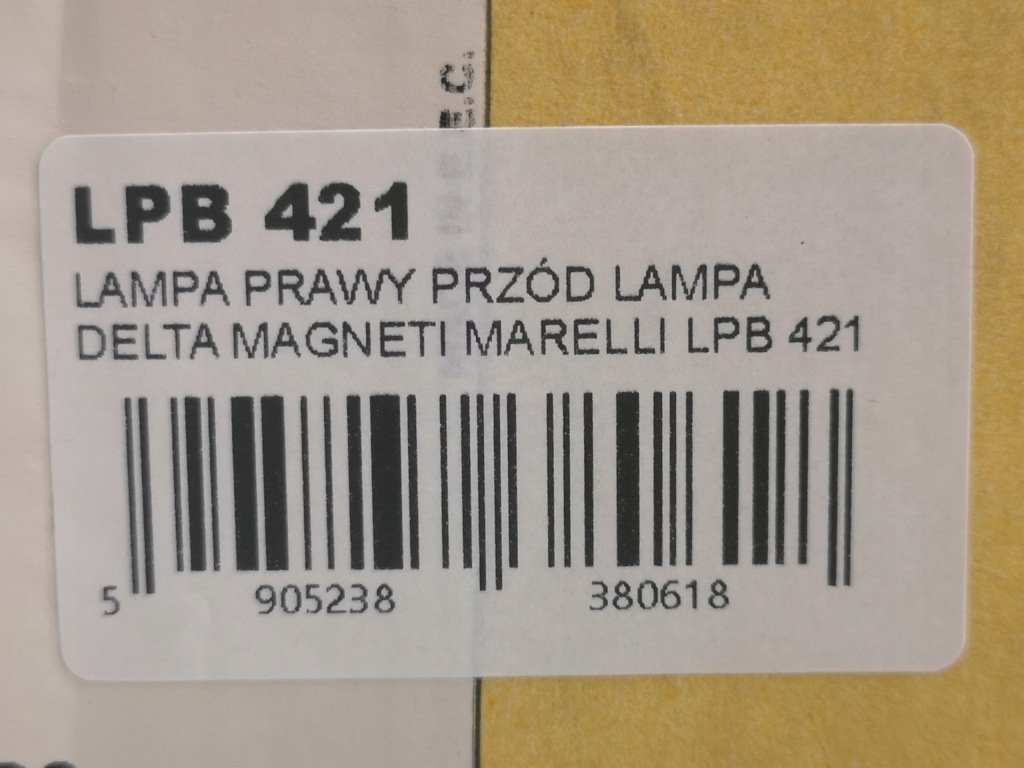 LPB 421
LAMPA PRAWY PRZÓD LAMPA
DELTA MAGNETI MARELLI LPB 421
5 905238 380618
E.C.